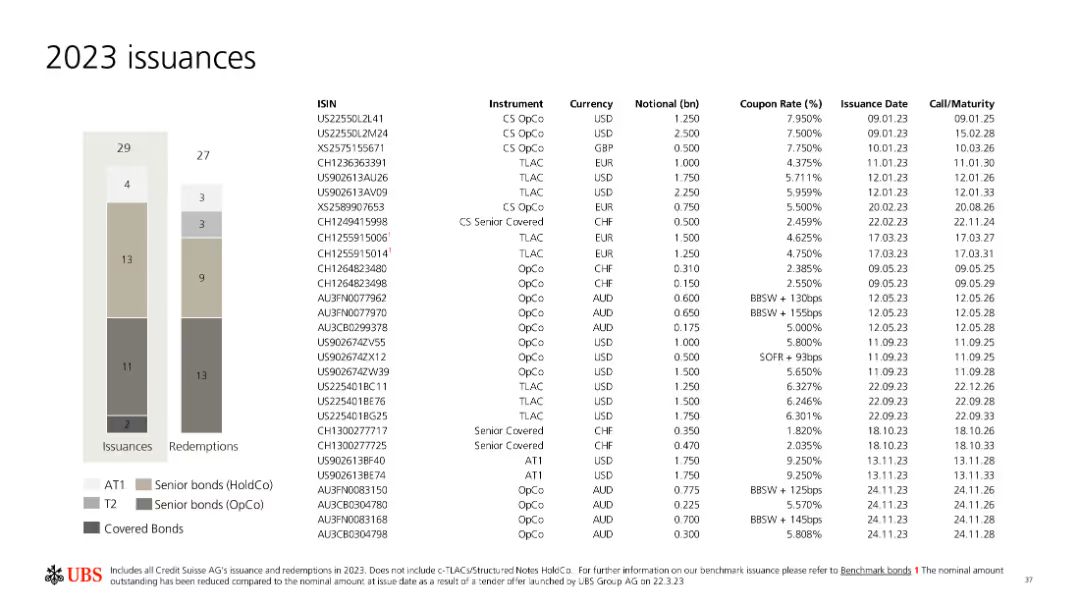 2023 issuances
29
27
4
3
3
13
9
11
13
2
Issuances Redemptions
AT1 Senior bonds (HoldCo)
T2 Senior bonds (OpCo)
Covered Bonds
ISIN Instrument Currency Notional (bn) Coupon Rate (%) Issuance Date Call/Maturity
US22550L2L41 CS OpCo USD 1.250 7.950% 09.01.23 09.01.25
US22550L2M24 CS OpCo USD 2.500 7.500% 09.01.23 15.02.28
XS2575155671 CS OpCo GBP 0.500 7.750% 10.01.23 10.03.26
CH1236363391 TLAC EUR 1.000 4.375% 11.01.23 11.01.30
US902613AU26 TLAC USD 1.750 5.711% 12.01.23 12.01.26
US902613AV09 TLAC USD 2.250 5.959% 12.01.23 12.01.33
XS2589907653 CS OpCo EUR 0.750 5.500% 20.02.23 20.08.26
CH1249415998 CS Senior Covered CHF 0.500 2.459% 22.02.23 22.11.24
CH1255915006¹ TLAC EUR 1.500 4.625% 17.03.23 17.03.27
CH1255915014¹ TLAC EUR 1.250 4.750% 17.03.23 17.03.31
CH1264823480 OpCo CHF 0.310 2.385% 09.05.23 09.05.25
CH1264823498 OpCo CHF 0.150 2.550% 09.05.23 09.05.29
AU3FN0077962 OpCo AUD 0.600 BBSW + 130bps 12.05.23 12.05.26
AU3FN0077970 OpCo AUD 0.650 BBSW + 155bps 12.05.23 12.05.28
AU3CB0299378 OpCo AUD 0.175 5.000% 12.05.23 12.05.28
US902674ZV55 OpCo USD 1.000 5.800% 11.09.23 11.09.25
US902674ZX12 OpCo USD 0.500 SOFR + 93bps 11.09.23 11.09.25
US902674ZW39 OpCo USD 1.500 5.650% 11.09.23 11.09.28
US225401BC11 TLAC USD 1.250 6.327% 22.09.23 22.12.26
US225401BE76 TLAC USD 1.500 6.246% 22.09.23 22.09.28
US225401BG25 TLAC USD 1.750 6.301% 22.09.23 22.09.33
CH1300277717 Senior Covered CHF 0.350 1.820% 18.10.23 18.10.26
CH1300277725 Senior Covered CHF 0.470 2.035% 18.10.23 18.10.33
US902613BF40 AT1 USD 1.750 9.250% 13.11.23 13.11.28
US902613BE74 AT1 USD 1.750 9.250% 13.11.23 13.11.33
AU3FN0083150 OpCo AUD 0.775 BBSW + 125bps 24.11.23 24.11.26
AU3CB0304780 OpCo AUD 0.225 5.570% 24.11.23 24.11.26
AU3FN0083168 OpCo AUD 0.700 BBSW + 145bps 24.11.23 24.11.28
AU3CB0304798 OpCo AUD 0.300 5.808% 24.11.23 24.11.28
UBS
Includes all Credit Suisse AG's issuance and redemptions in 2023. Does not include c-TLACs/Structured Notes HoldCo. For further information on our benchmark issuance please refer to Benchmark bonds 1 The nominal amount
outstanding has been reduced compared to the nominal amount at issue date as a result of a tender offer launched by UBS Group AG on 22.3.23
37